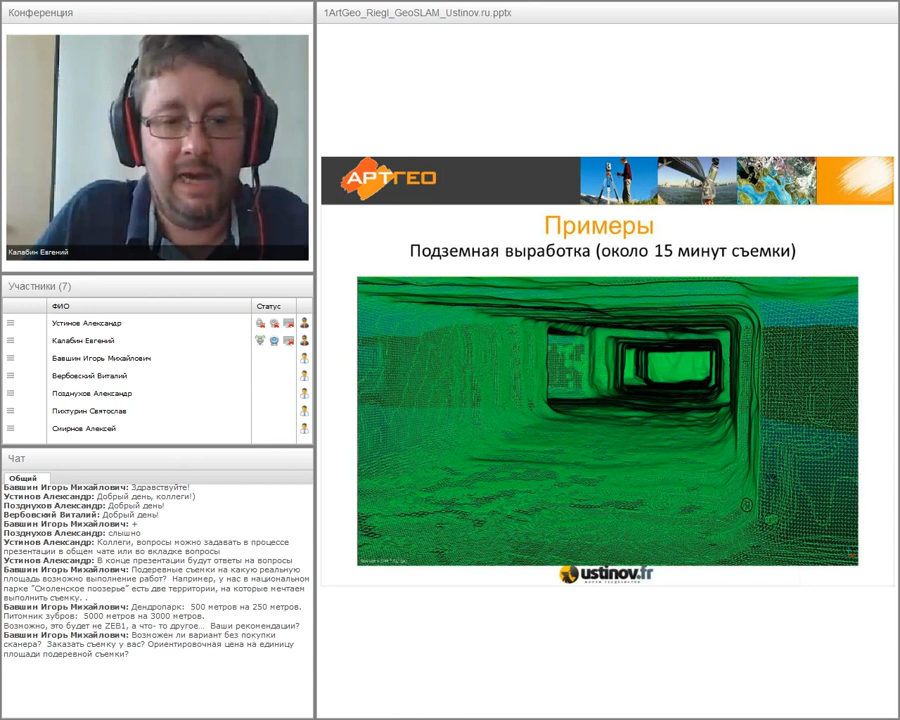 Конференция
Калабин Евгений
Участники (7)
ФИО
Статус
Устинов Александр
Калабин Евгений
Бавшин Игорь Михайлович
Вербовский Виталий
Позднухов Александр
Пихтурин Святослав
Смирнов Алексей
Чат
Общий
Бавшин Игорь Михайлович: Здравствуйте!
Устинов Александр: Добрый день, коллеги!)
Позднухов Александр: Добрый день!
Вербовский Виталий: Добрый день!
Бавшин Игорь Михайлович: +
Позднухов Александр: слышно
Устинов Александр: Коллеги, вопросы можно задавать в процессе
презентации в общем чате или во вкладке вопросы
Устинов Александр: В конце презентации будут ответы на вопросы
Бавшин Игорь Михайлович: Подеревные съемки на какую реальную
площадь возможно выполнение работ? Например, у нас в национальном
парке "Смоленское поозерье" есть две территории, на которые мечтаем
выполнить съемку. .
Бавшин Игорь Михайлович: Дендропарк: 500 метров на 250 метров.
Питомник зубров: 5000 метров на 3000 метров.
Возможно, это будет не ZEB1, а что- то другое... Ваши рекомендации?
Бавшин Игорь Михайлович: Возможен ли вариант без покупки
сканера? Заказать съемку у вас? Ориентировочная цена на единицу
площади подеревной съемки?
1ArtGeo_Riegl_GeoSLAM_Ustinov.ru.pptx
АРТГЕО
Примеры
Подземная выработка (около 15 минут съемки)
ustinov.fr